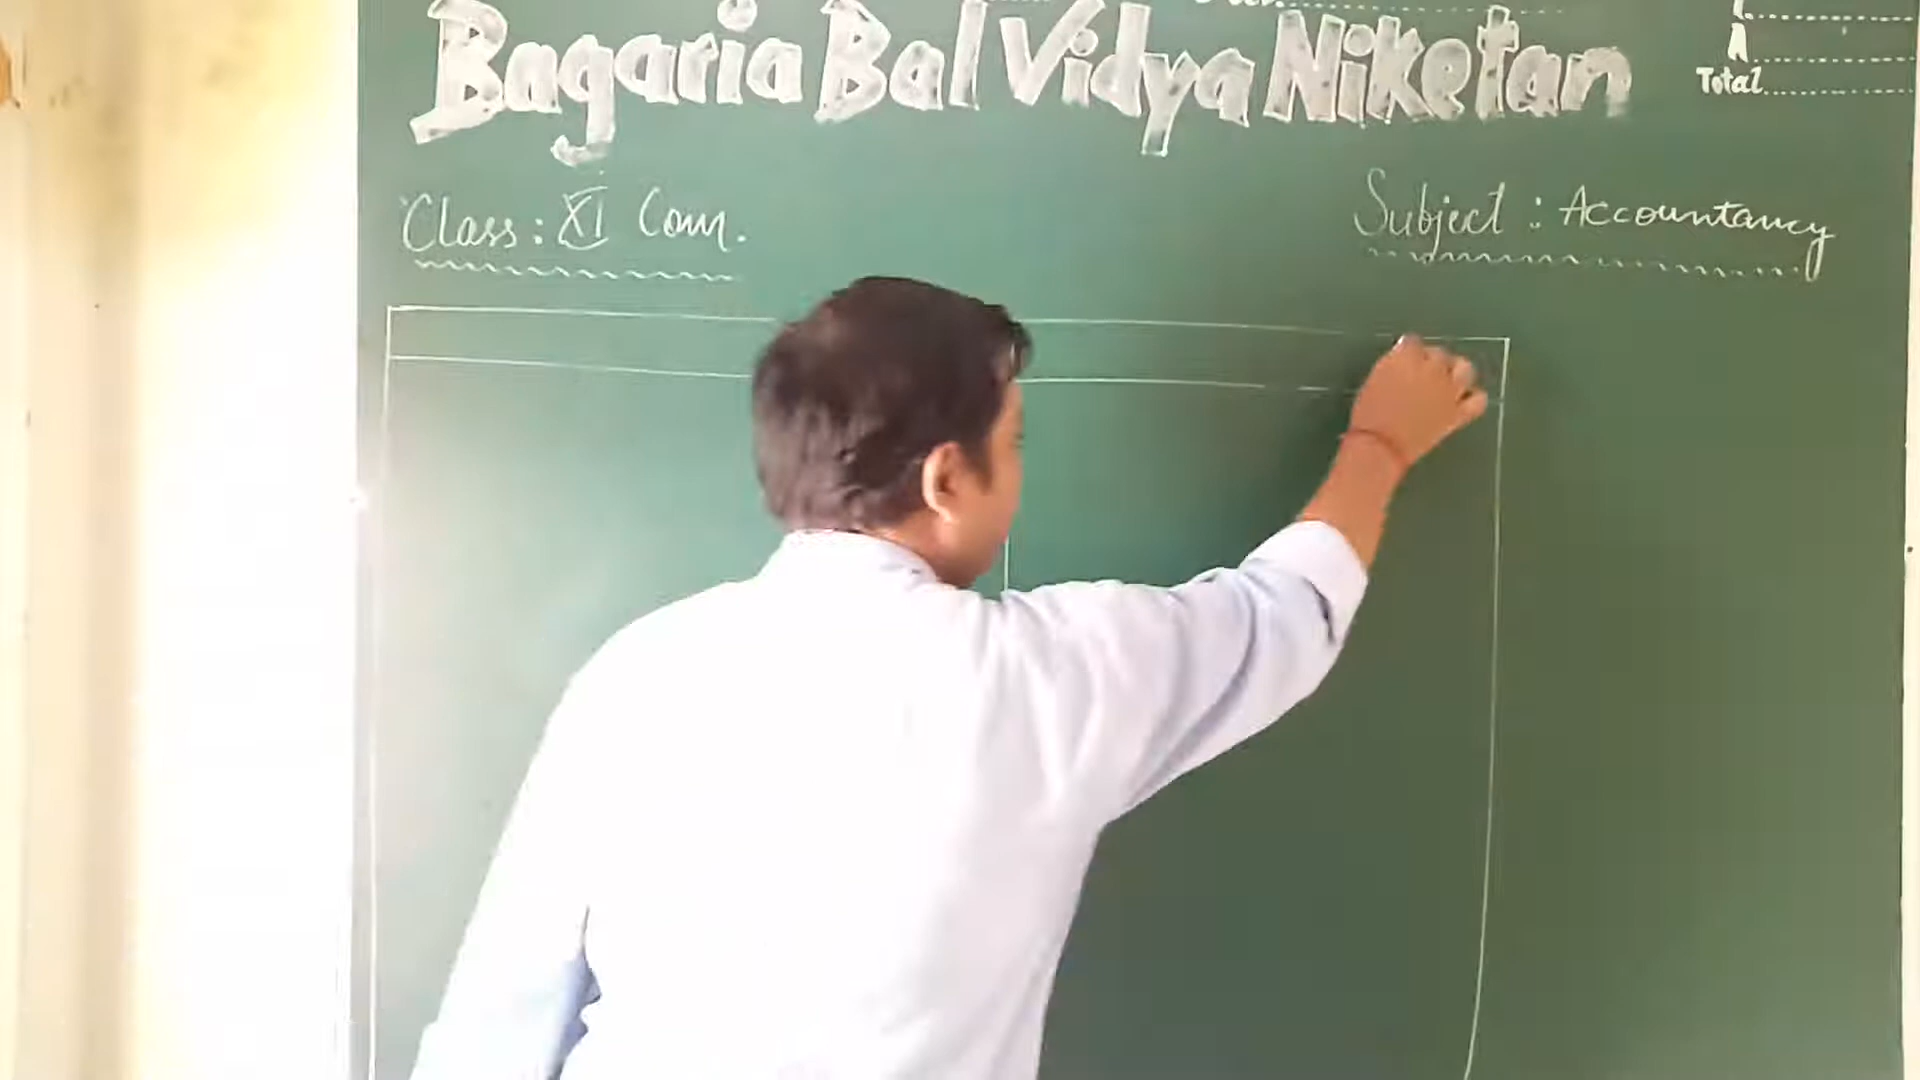 Bagaria Bal Vidya Niketan
A
Total
Class: XI Com.
Subject: Accountancy